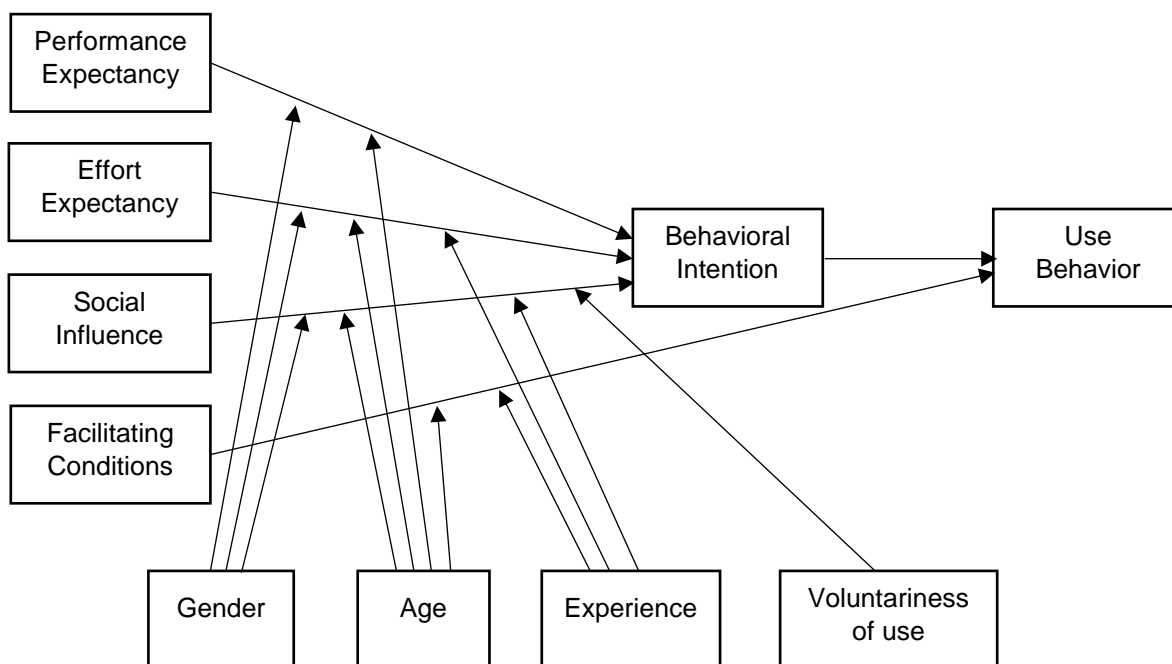 Performance
Expectancy
Effort
Expectancy
Social
Influence
Facilitating
Conditions
Behavioral
Intention
Use
Behavior
Gender
Age
Experience
Voluntariness
of use